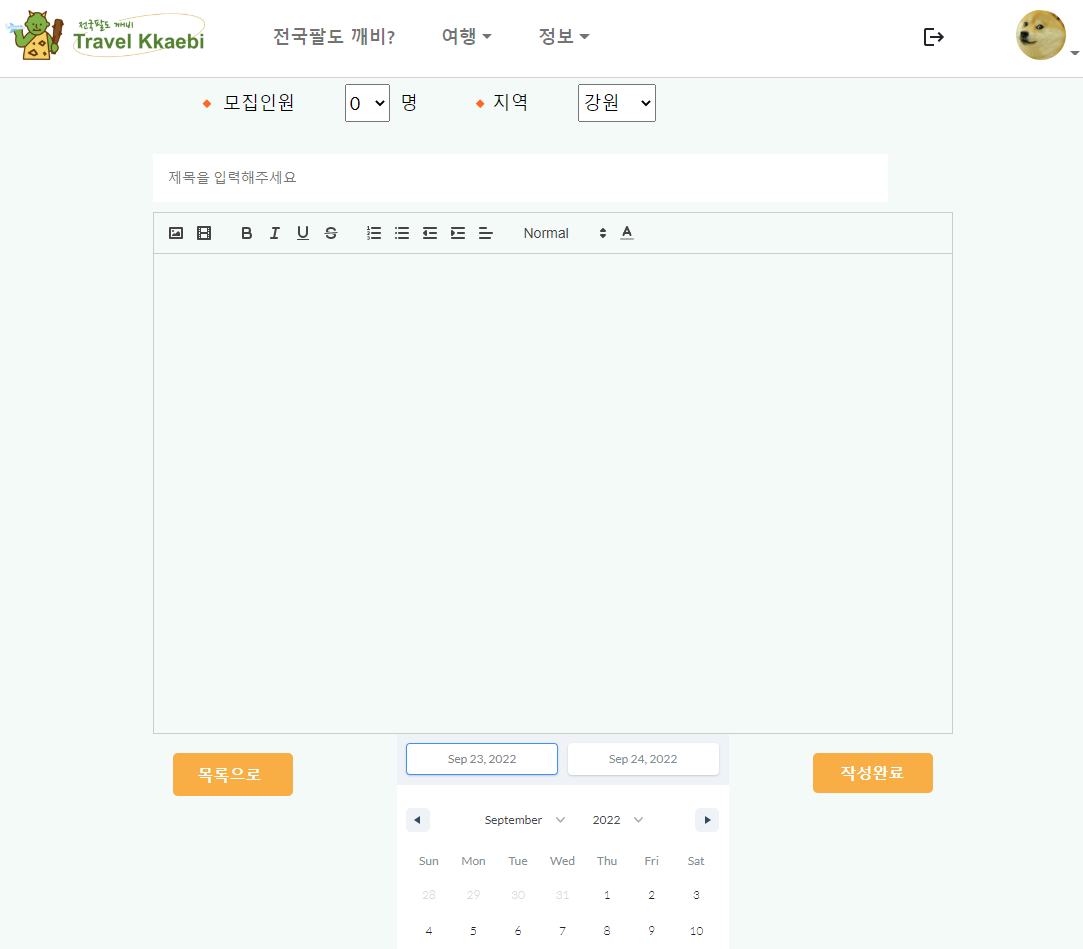 전국팔도 깨비
Travel Kkaebi
전국팔도 깨비? 여행 정보
모집인원 0 명 지역 강원
제목을 입력해주세요
B I U S Normal A
목록으로 Sep 23, 2022 Sep 24, 2022 작성완료
September 2022
Sun Mon Tue Wed Thu Fri Sat
28 29 30 31 1 2 3
4 5 6 7 8 9 10